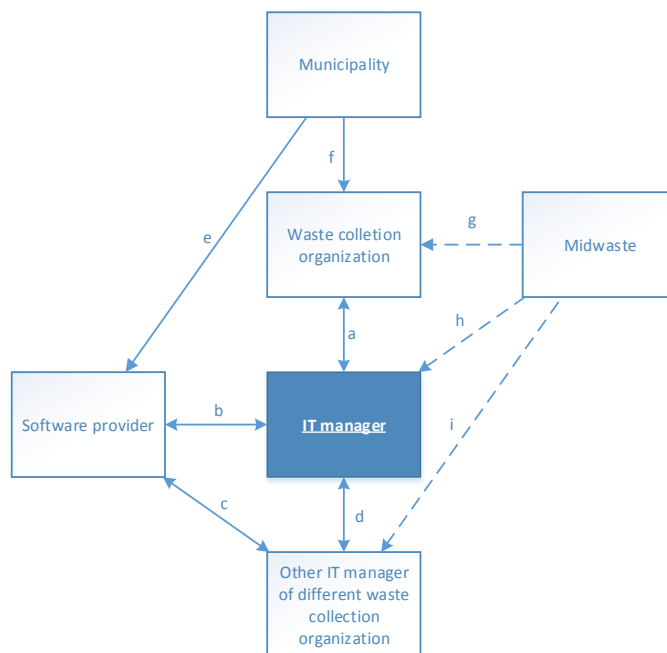 Municipality
f
e
g
Waste colletion
organization
Midwaste
h
a
i
b
IT manager
Software provider
c
d
Other IT manager
of different waste
collection
organization